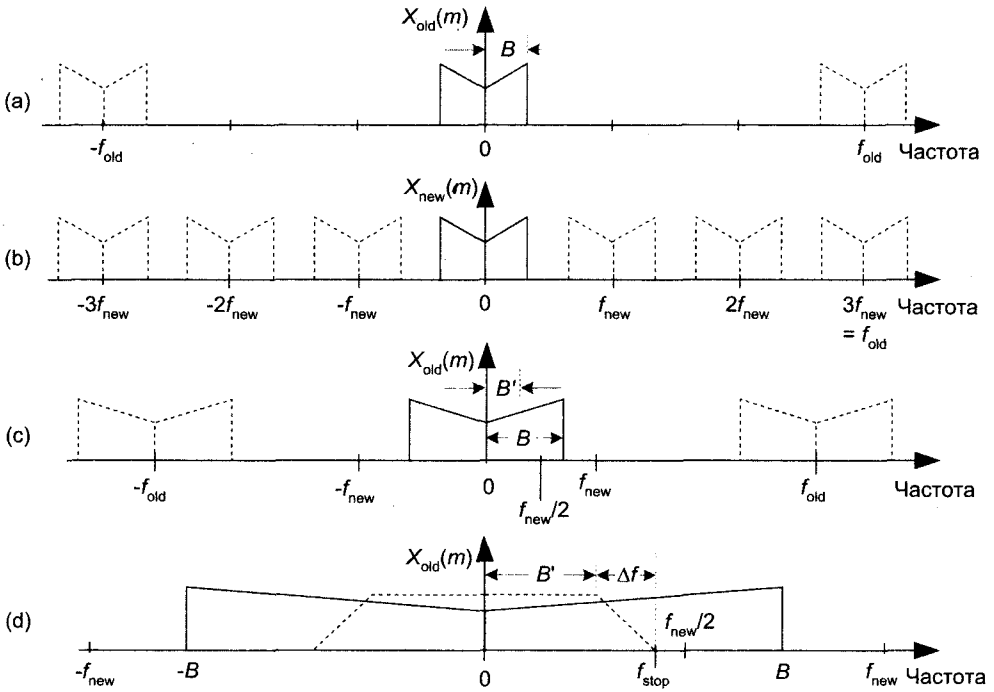 X_old(m)
B
(a)
-f_old
0
f_old
Частота
X_new(m)
(b)
-3f_new
-2f_new
-f_new
0
f_new
2f_new
3f_new
= f_old
Частота
X_old(m)
B'
(c)
B
-f_old
-f_new
0
f_new/2
f_new
f_old
Частота
X_old(m)
B'
Δf
(d)
f_new/2
-f_new
-B
0
f_stop
B
f_new
Частота